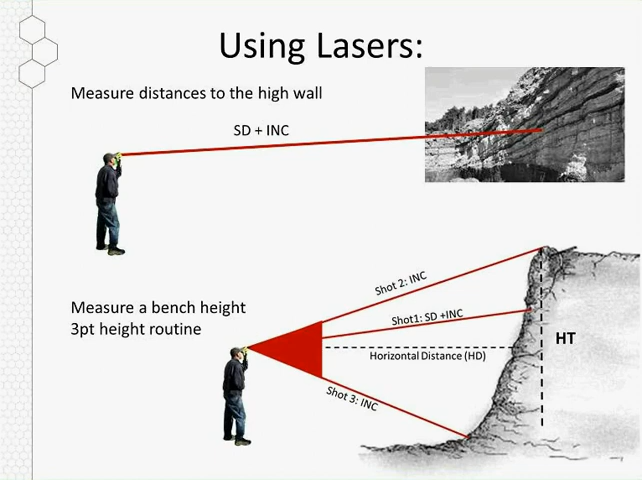 Using Lasers:
Measure distances to the high wall
SD + INC
Measure a bench height
3pt height routine
Shot 2: INC
Shot1: SD +INC
HT
Horizontal Distance (HD)
Shot 3: INC